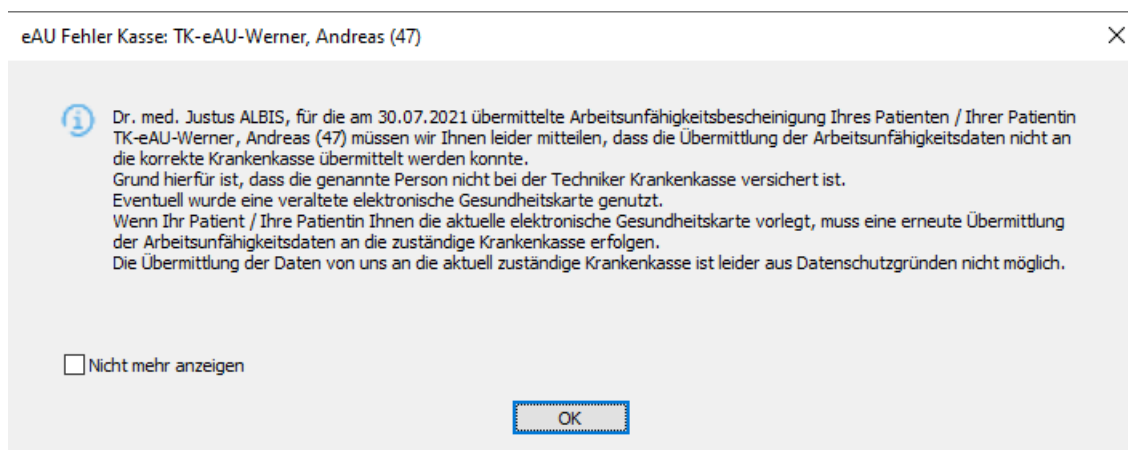 eAU Fehler Kasse: TK-eAU-Werner, Andreas (47)
Dr. med. Justus ALBIS, für die am 30.07.2021 übermittelte Arbeitsunfähigkeitsbescheinigung Ihres Patienten / Ihrer Patientin
TK-eAU-Werner, Andreas (47) müssen wir Ihnen leider mitteilen, dass die Übermittlung der Arbeitsunfähigkeitsdaten nicht an
die korrekte Krankenkasse übermittelt werden konnte.
Grund hierfür ist, dass die genannte Person nicht bei der Techniker Krankenkasse versichert ist.
Eventuell wurde eine veraltete elektronische Gesundheitskarte genutzt.
Wenn Ihr Patient / Ihre Patientin Ihnen die aktuelle elektronische Gesundheitskarte vorlegt, muss eine erneute Übermittlung
der Arbeitsunfähigkeitsdaten an die zuständige Krankenkasse erfolgen.
Die Übermittlung der Daten von uns an die aktuell zuständige Krankenkasse ist leider aus Datenschutzgründen nicht möglich.
Nicht mehr anzeigen
OK